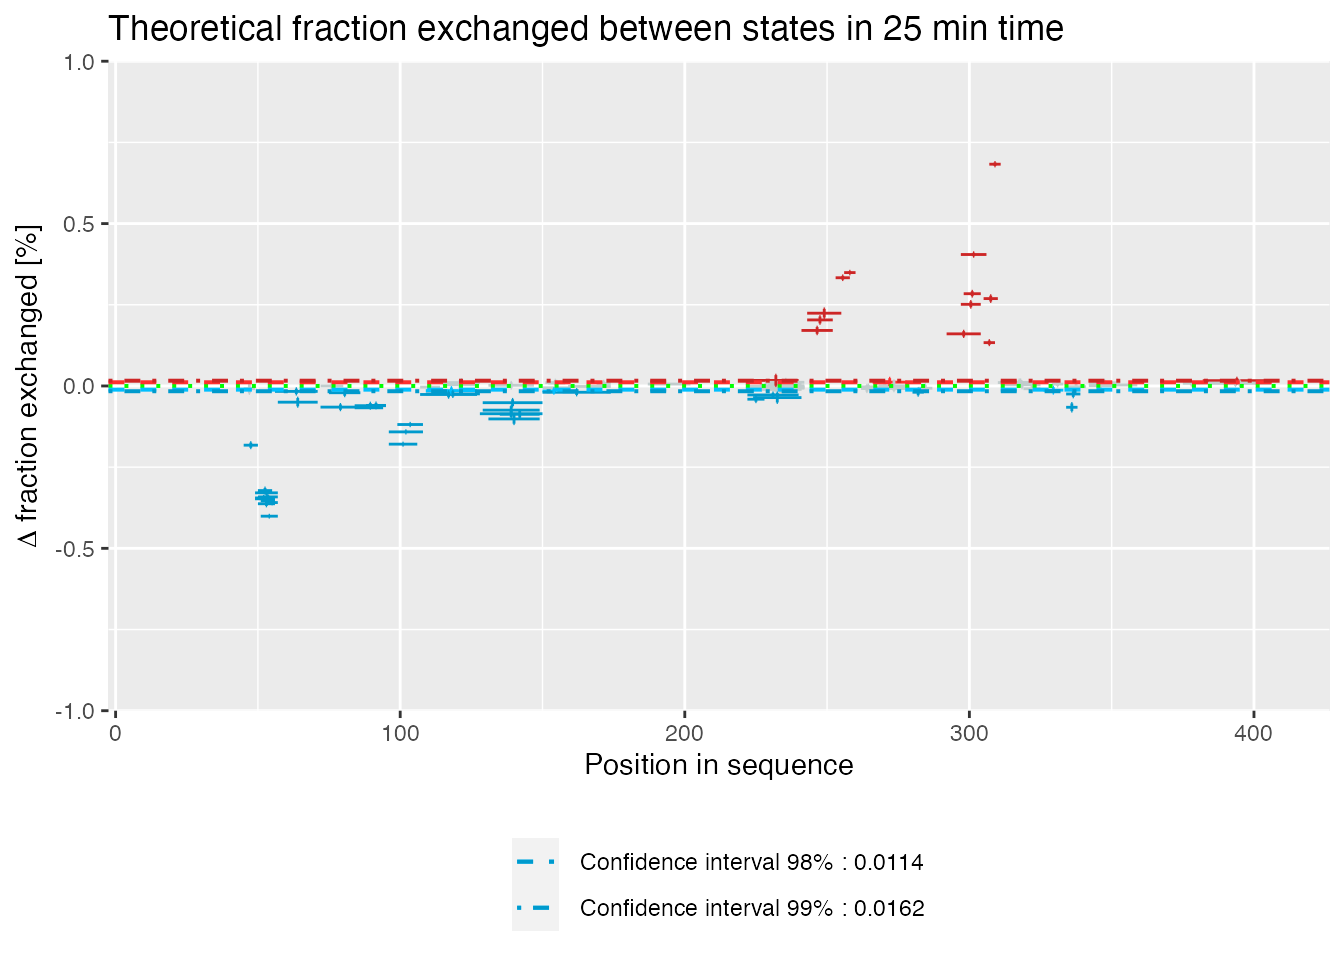 Theoretical fraction exchanged between states in 25 min time
1.0
0.5
0.0
-0.5
-1.0
Δ fraction exchanged [%]
0 100 200 300 400
Position in sequence
Confidence interval 98% : 0.0114
Confidence interval 99% : 0.0162